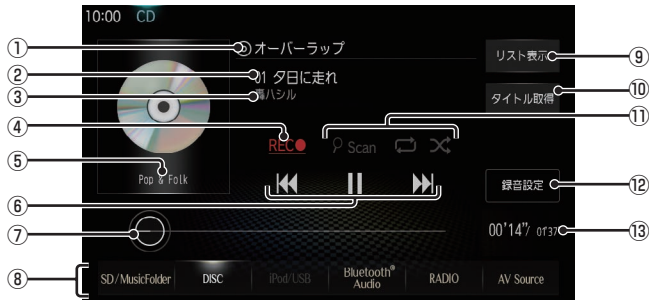 10:00 CD
① オーバーラップ ⑨ リスト表示
② 01 夕日に走れ
③ 轟ハシル ⑩ タイトル取得
④ REC● Scan ⑪
⑤ Pop & Folk
⑥ 録音設定 ⑫
⑦ 00'14"/ 01'37 ⑬
⑧ SD/MusicFolder DISC iPod/USB Bluetooth® Audio RADIO AV Source